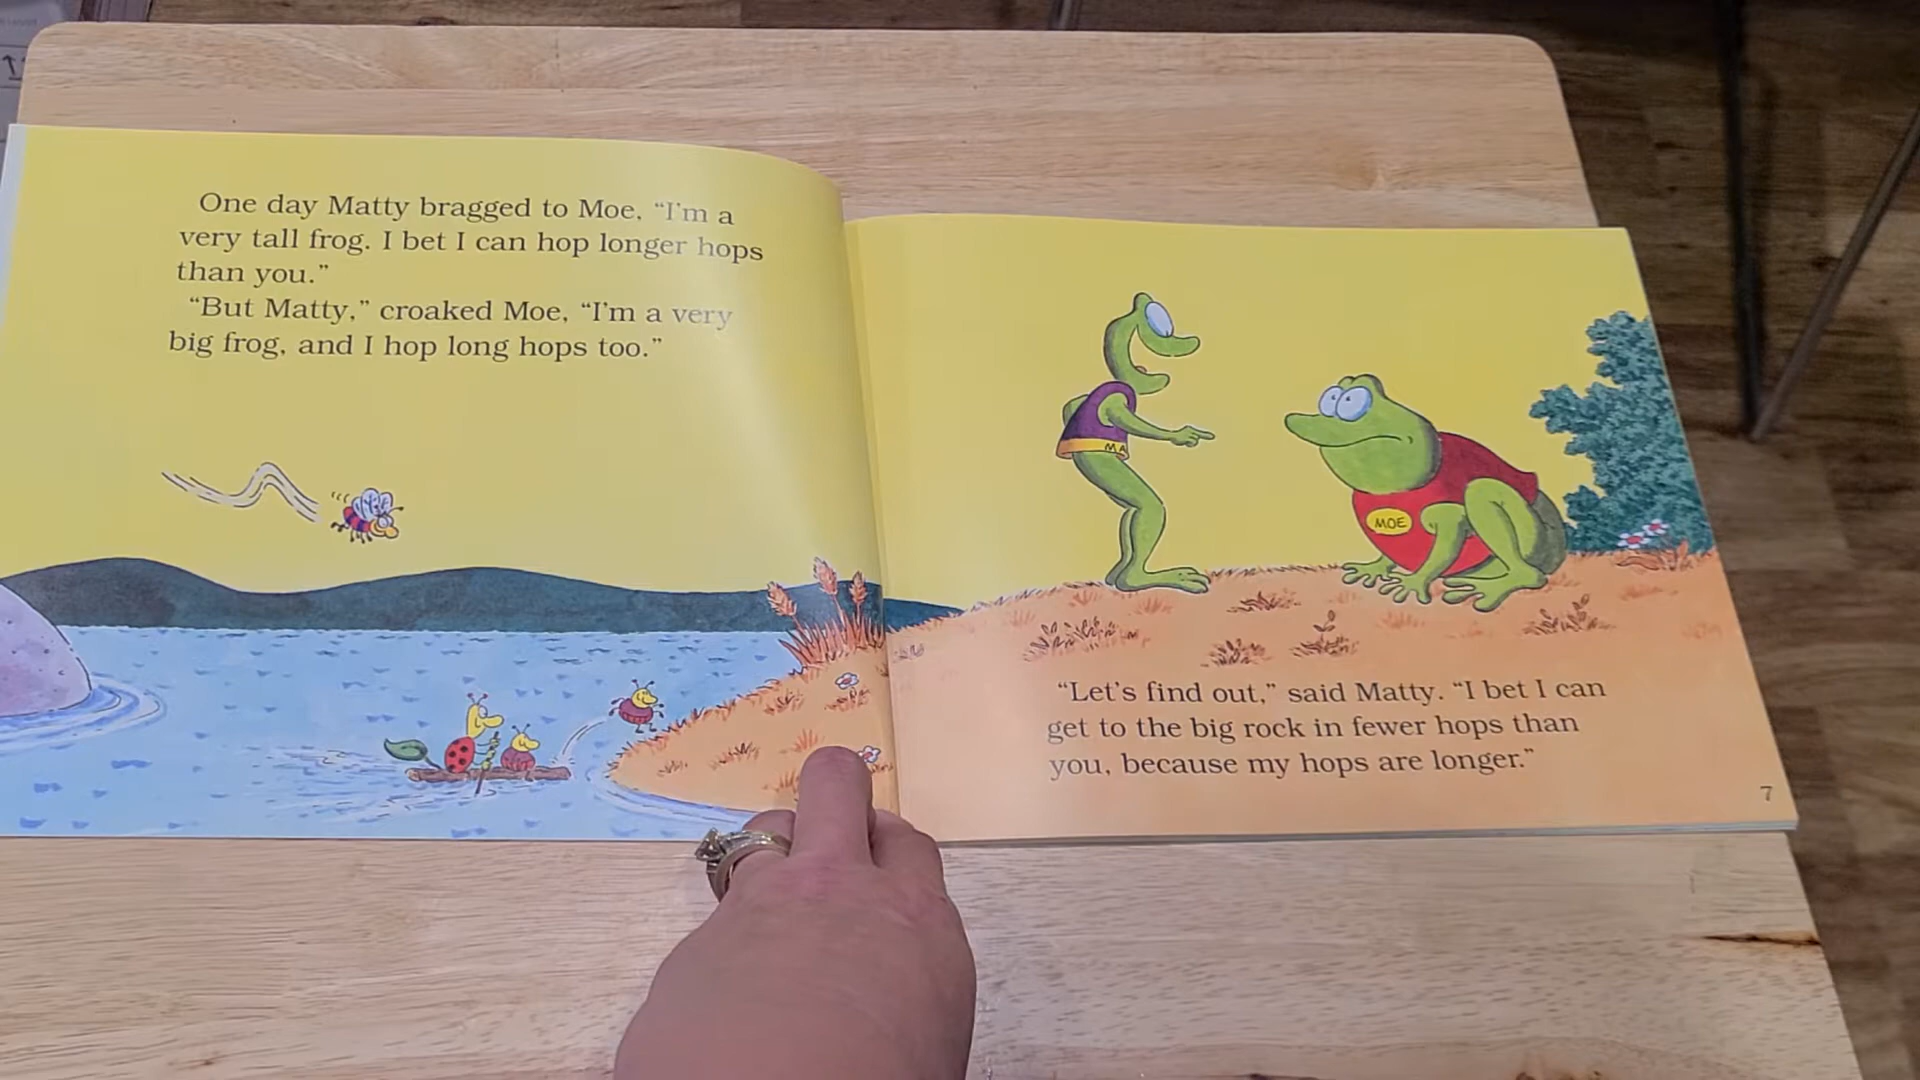 One day Matty bragged to Moe, “I’m a
very tall frog. I bet I can hop longer hops
than you.”
“But Matty,” croaked Moe, “I’m a very
big frog, and I hop long hops too.”
MA
MOE
“Let’s find out,” said Matty. “I bet I can
get to the big rock in fewer hops than
you, because my hops are longer.”
7